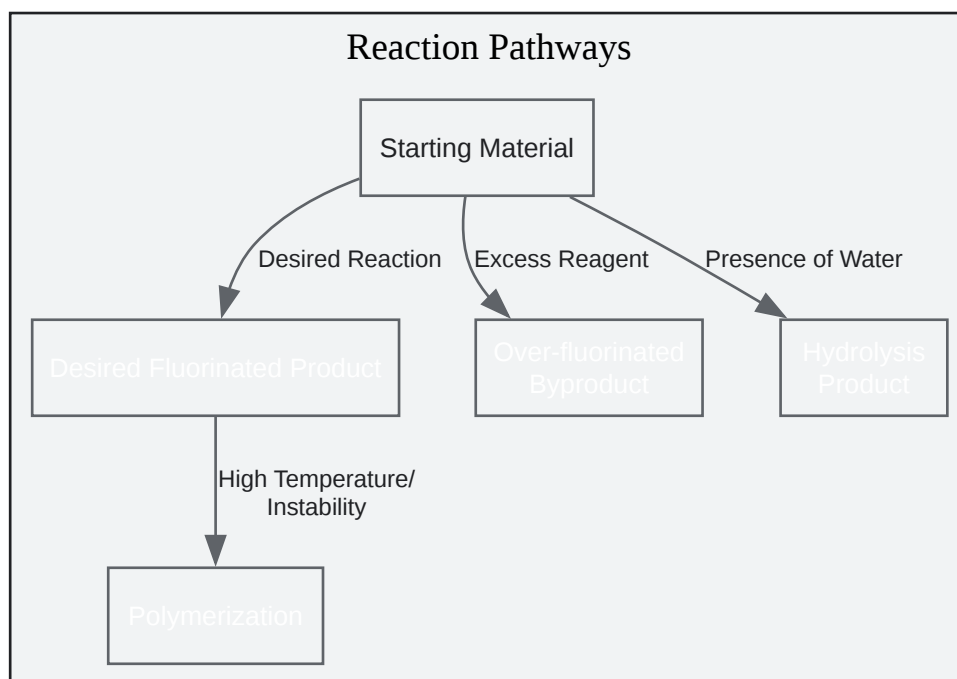 Reaction Pathways
Starting Material
Desired Reaction
Excess Reagent
Presence of Water
Desired Fluorinated Product
Over-fluorinated
Byproduct
Hydrolysis
Product
High Temperature/
Instability
Polymerization